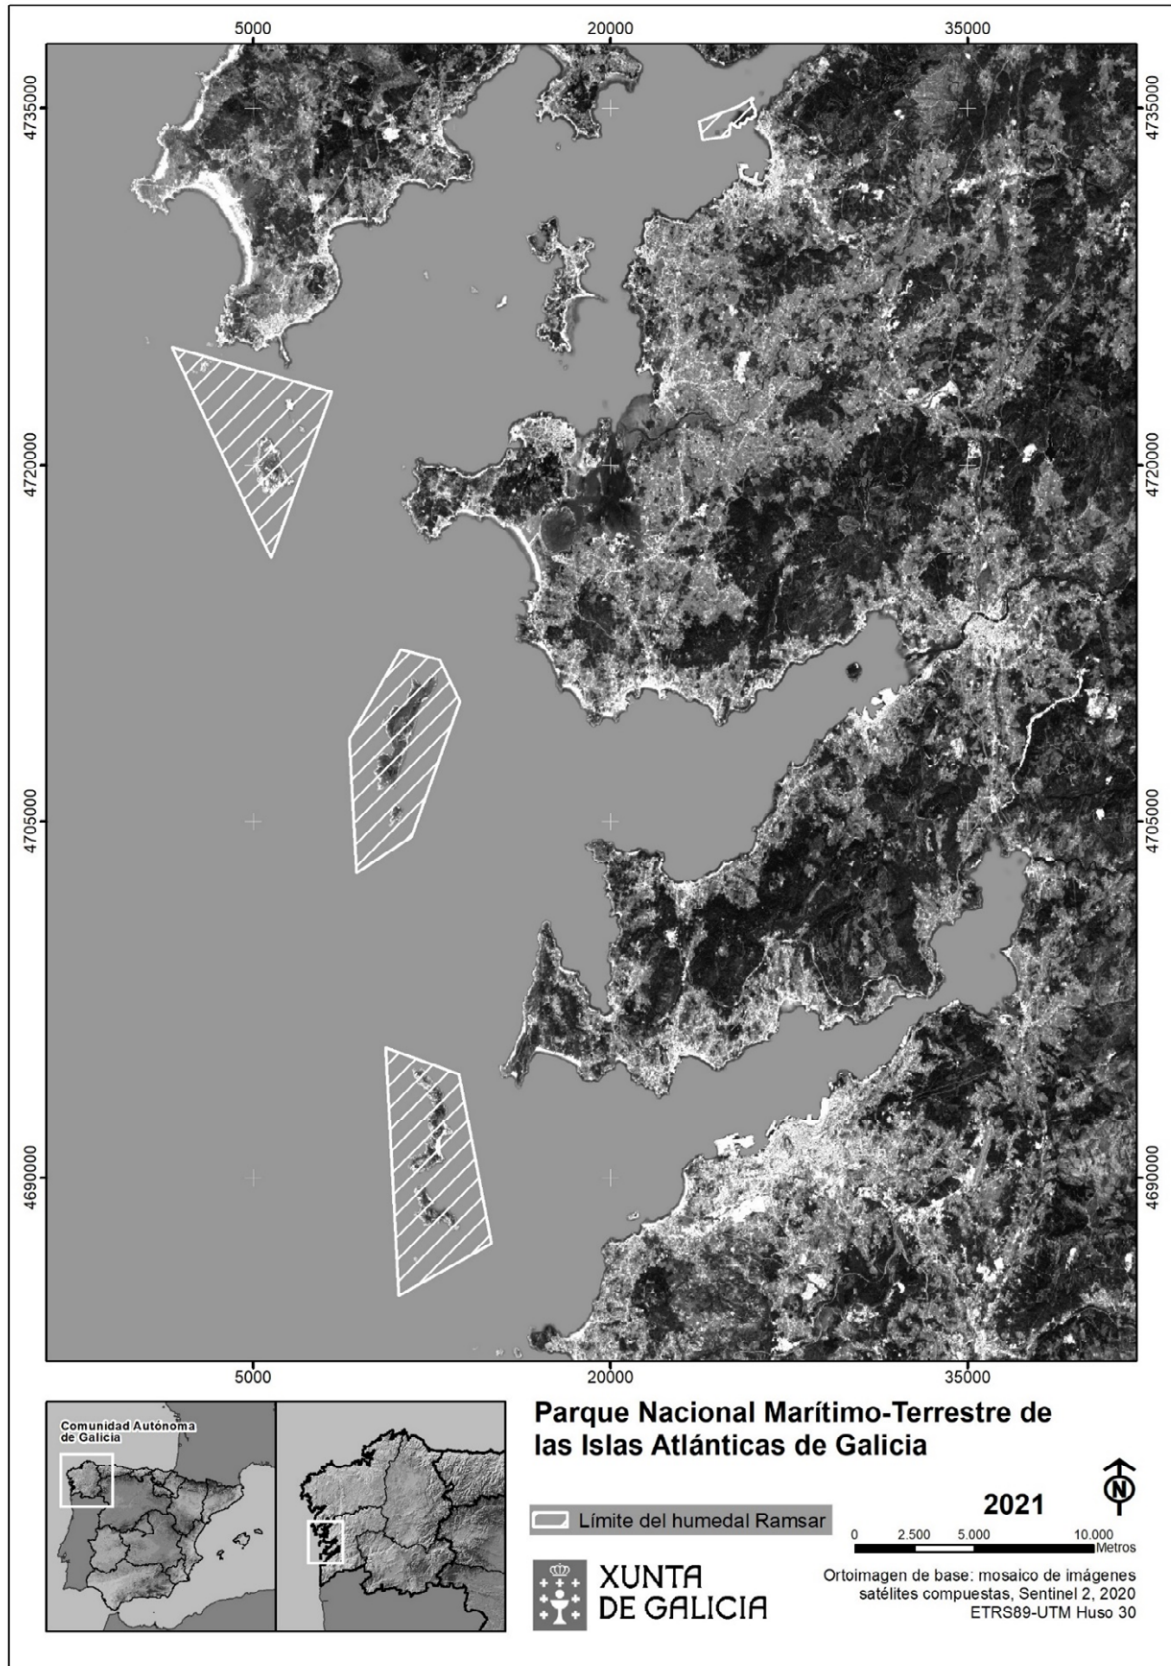 5000 20000 35000
4735000 4735000
4720000 4720000
4705000 4705000
4690000 4690000
5000 20000 35000
Comunidad Autónoma
de Galicia
Parque Nacional Marítimo-Terrestre de
las Islas Atlánticas de Galicia
N
2021
Límite del humedal Ramsar
0 2.500 5.000 10.000
Metros
XUNTA
DE GALICIA
Ortoimagen de base: mosaico de imágenes
satélites compuestas, Sentinel 2, 2020
ETRS89-UTM Huso 30